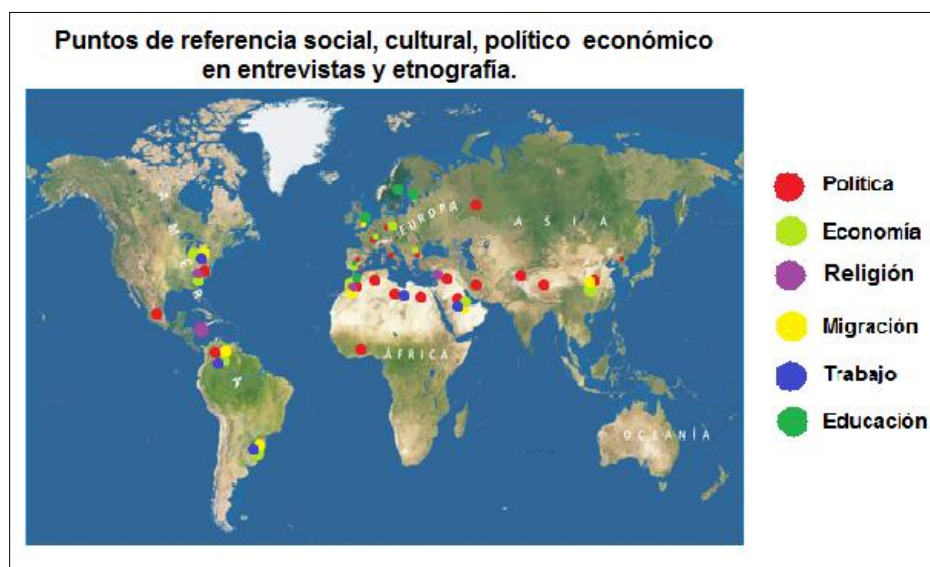 Puntos de referencia social, cultural, político económico
en entrevistas y etnografía.
AMÉR
A
EUROPA
ASIA
ÁFRICA
OCEANÍA
Política
Economía
Religión
Migración
Trabajo
Educación